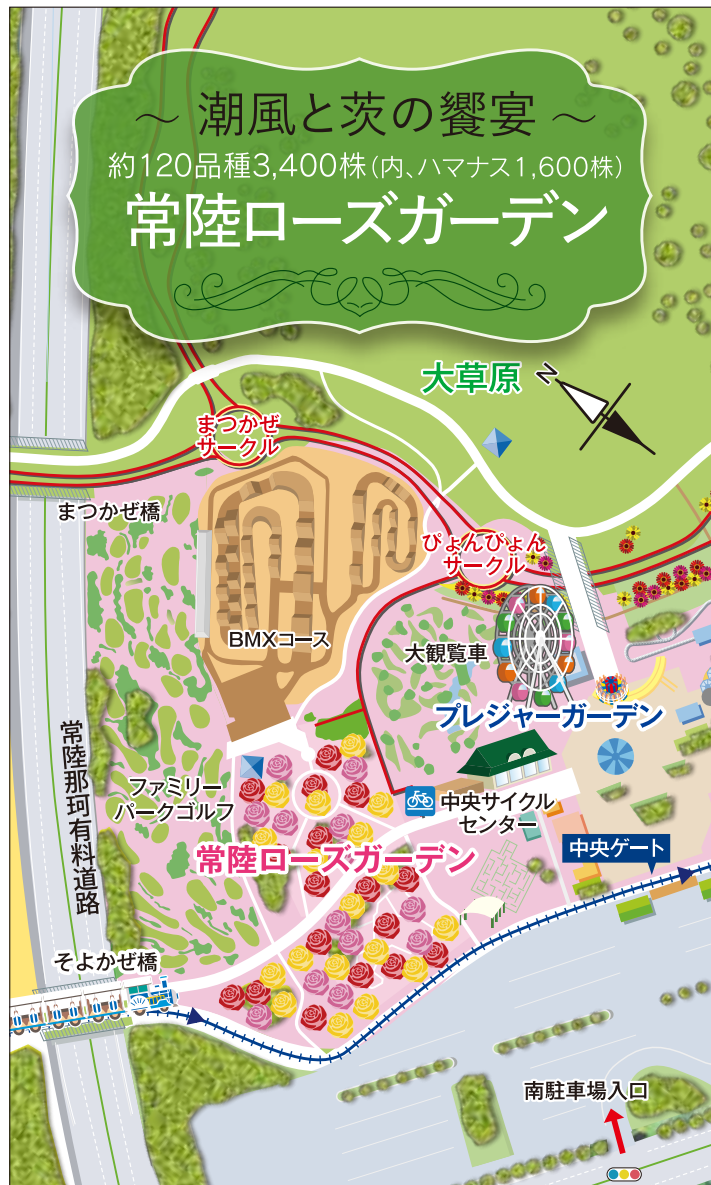 ～ 潮風と茨の饗宴 ～
約120品種3,400株（内、ハマナス1,600株）
常陸ローズガーデン
大草原
N
まつかぜ
サークル
まつかぜ橋
ぴょんぴょん
サークル
BMXコース
大観覧車
プレジャーガーデン
常陸那珂有料道路
ファミリー
パークゴルフ
中央サイクル
センター
中央ゲート
常陸ローズガーデン
そよかぜ橋
南駐車場入口